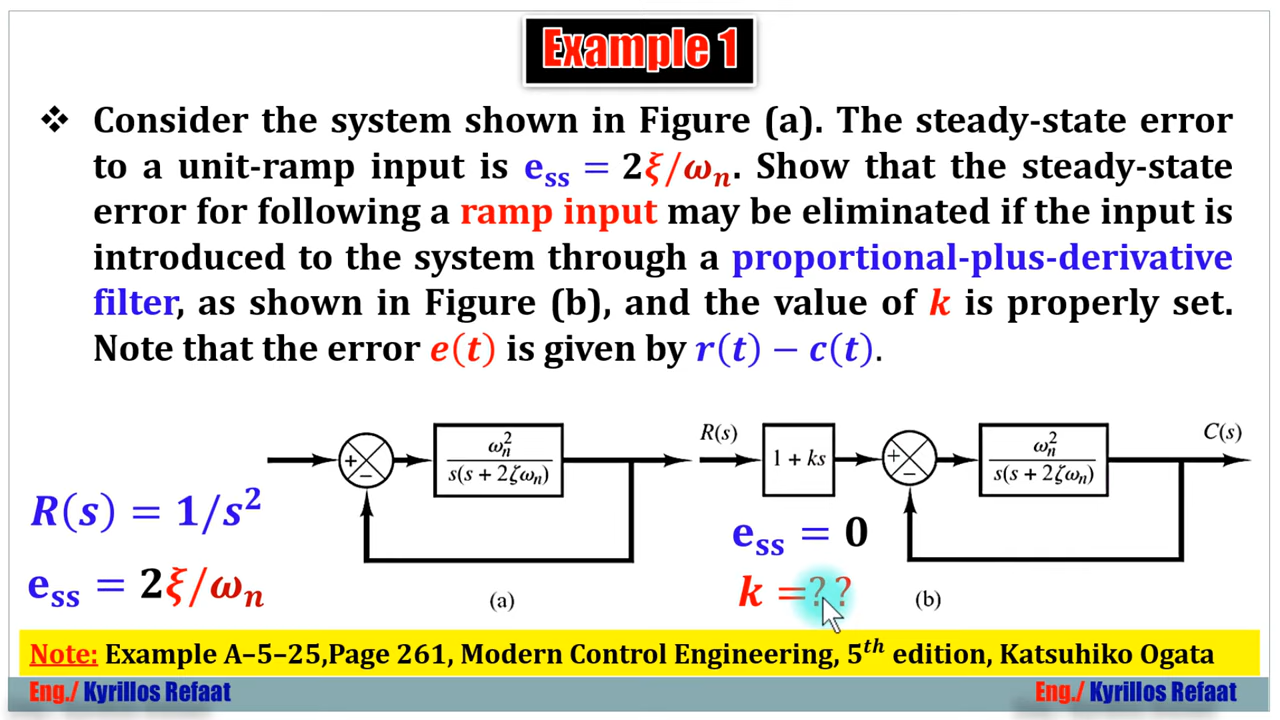 Example 1
❖ Consider the system shown in Figure (a). The steady-state error
to a unit-ramp input is eₛₛ = 2ξ/ωₙ. Show that the steady-state
error for following a ramp input may be eliminated if the input is
introduced to the system through a proportional-plus-derivative
filter, as shown in Figure (b), and the value of k is properly set.
Note that the error e(t) is given by r(t) − c(t).
R(s) C(s)
+ − ωₙ² / s(s + 2ζωₙ) 1 + ks + − ωₙ² / s(s + 2ζωₙ)
R(s) = 1/s²
eₛₛ = 0
eₛₛ = 2ξ/ωₙ
k =??
(a) (b)
Note: Example A–5–25,Page 261, Modern Control Engineering, 5ᵗʰ edition, Katsuhiko Ogata
Eng./ Kyrillos Refaat Eng./ Kyrillos Refaat